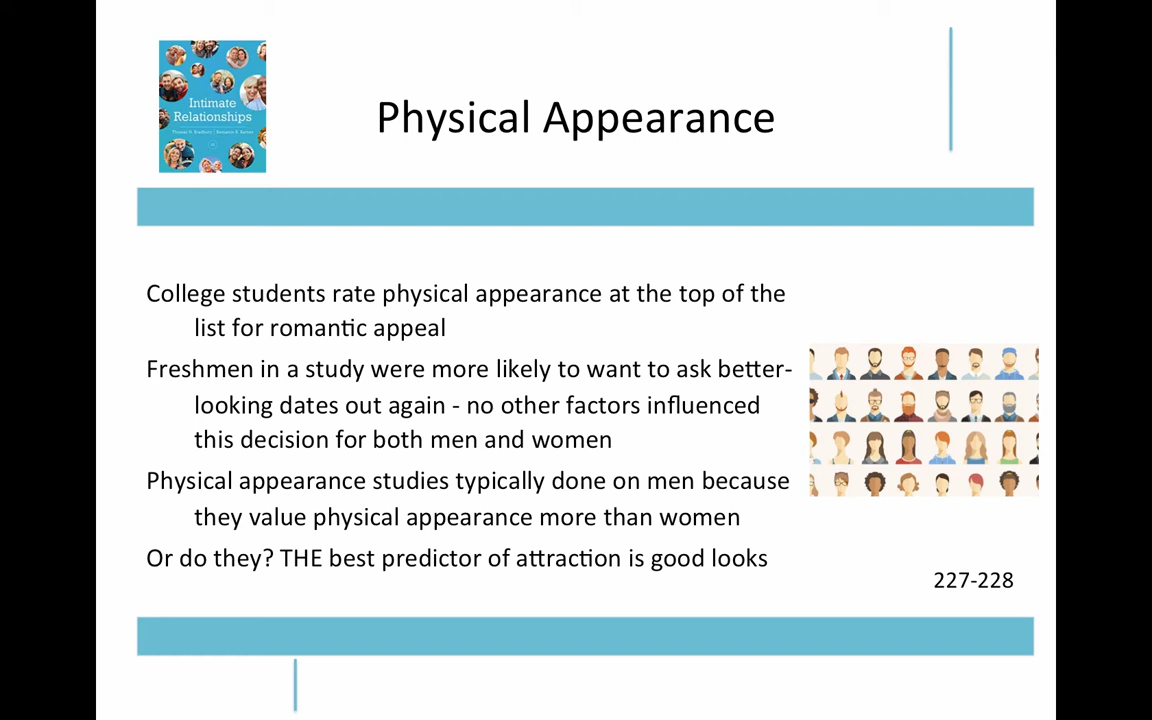 Intimate
Relationships
Physical Appearance
College students rate physical appearance at the top of the
list for romantic appeal
Freshmen in a study were more likely to want to ask better-
looking dates out again - no other factors influenced
this decision for both men and women
Physical appearance studies typically done on men because
they value physical appearance more than women
Or do they? THE best predictor of attraction is good looks
227-228